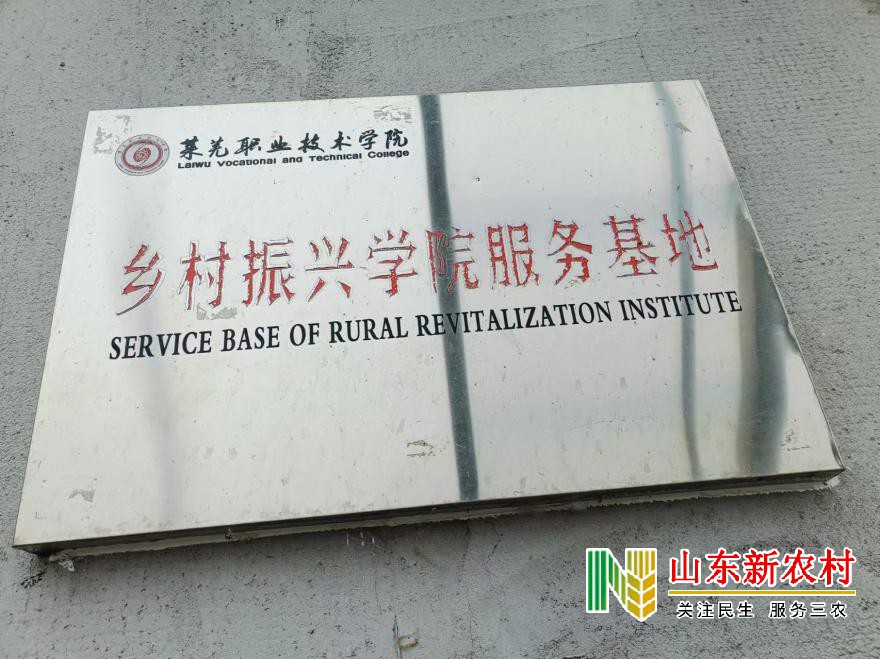 莱芜职业技术学院
Laiwu Vocational and Technical College
乡村振兴学院服务基地
SERVICE BASE OF RURAL REVITALIZATION INSTITUTE
山东新农村
关注民生 服务三农